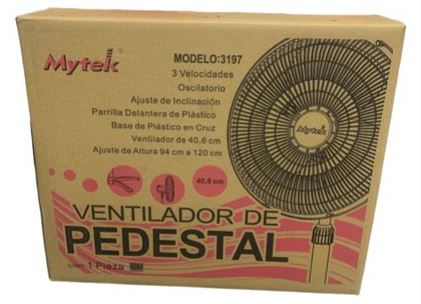 Mytek
MODELO:3197
3 Velocidades
Oscilatorio
Ajuste de Inclinación
Parrilla Delantera de Plástico
Base de Plástico en Cruz
Ventilador de 40,6 cm
Ajuste de Altura 94 cm a 120 cm
Mytek
40,6 cm
VENTILADOR DE
PEDESTAL
CONT. 1 Pieza